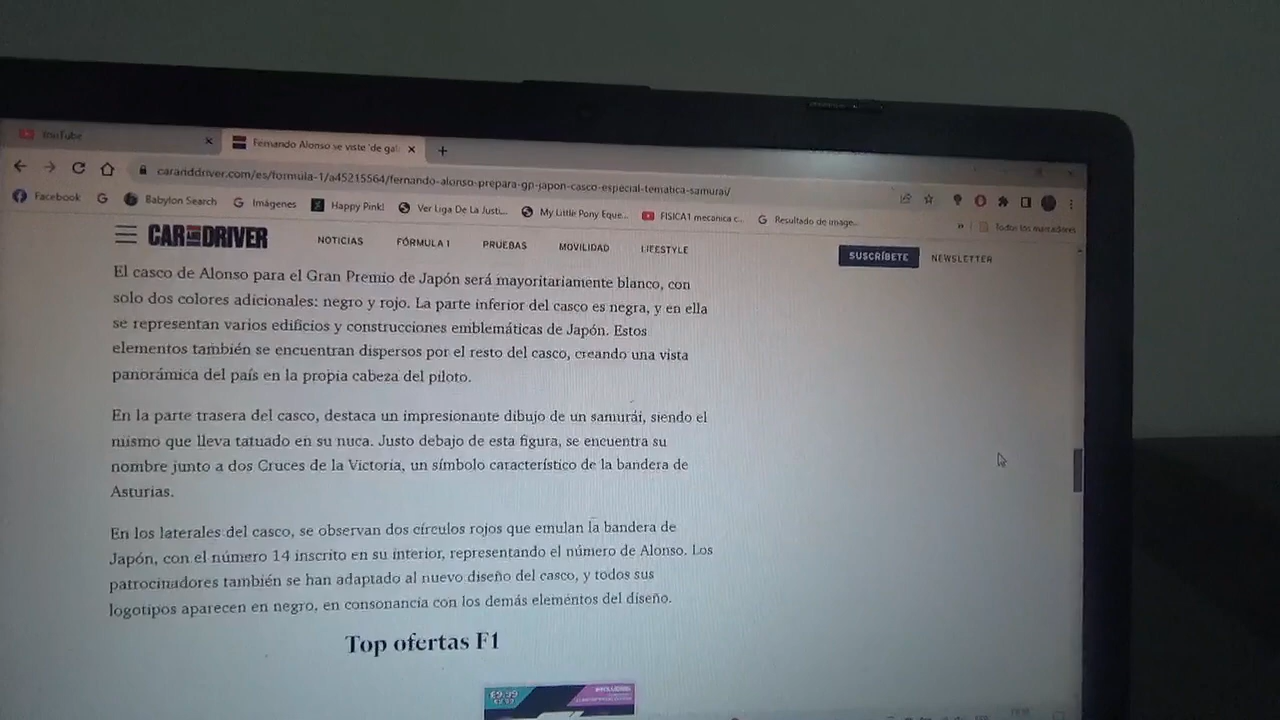 YouTube
Fernando Alonso se viste 'de gal
caranddriver.com/es/formula-1/a45215564/fernando-alonso-prepara-gp-japon-casco-especial-tematica-samurai/
Facebook
Babylon Search
Imágenes
Happy Pink!
Ver Liga De La Justi...
My Little Pony Eque...
FISICA1 mecanica c...
Resultado de image...
Todos los marcadores
CAR AND DRIVER
NOTICIAS
FÓRMULA 1
PRUEBAS
MOVILIDAD
LIFESTYLE
SUSCRÍBETE
NEWSLETTER
El casco de Alonso para el Gran Premio de Japón será mayoritariamente blanco, con
solo dos colores adicionales: negro y rojo. La parte inferior del casco es negra, y en ella
se representan varios edificios y construcciones emblemáticas de Japón. Estos
elementos también se encuentran dispersos por el resto del casco, creando una vista
panorámica del país en la propia cabeza del piloto.
En la parte trasera del casco, destaca un impresionante dibujo de un samurái, siendo el
mismo que lleva tatuado en su nuca. Justo debajo de esta figura, se encuentra su
nombre junto a dos Cruces de la Victoria, un símbolo característico de la bandera de
Asturias.
En los laterales del casco, se observan dos círculos rojos que emulan la bandera de
Japón, con el número 14 inscrito en su interior, representando el número de Alonso. Los
patrocinadores también se han adaptado al nuevo diseño del casco, y todos sus
logotipos aparecen en negro, en consonancia con los demás elementos del diseño.
Top ofertas F1